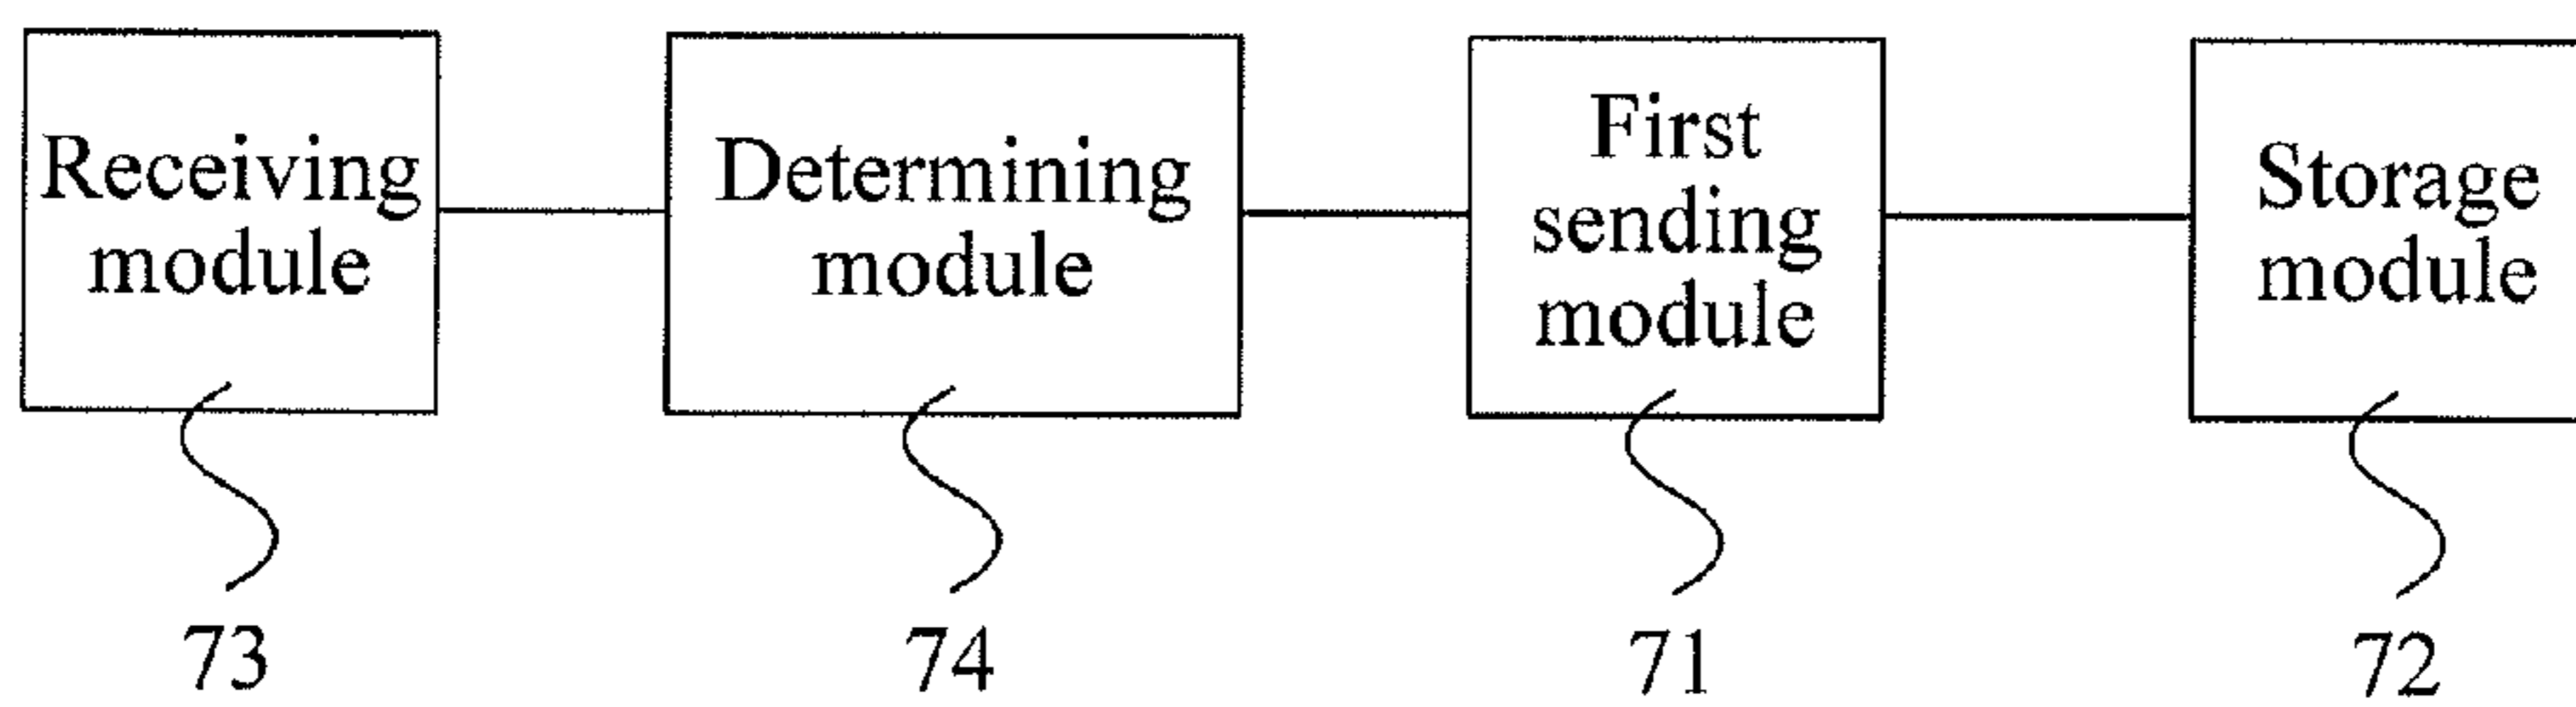 Receiving
module
Determining
module
First
sending
module
Storage
module
73
74
71
72